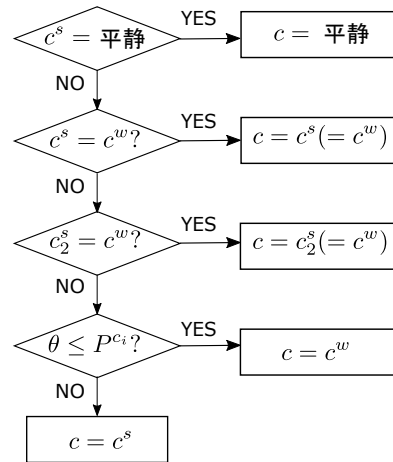 c^s = 平静
YES
c = 平静
NO
c^s = c^w?
YES
c = c^s(= c^w)
NO
c_2^s = c^w?
YES
c = c_2^s(= c^w)
NO
θ ≤ P^{c_i}?
YES
c = c^w
NO
c = c^s